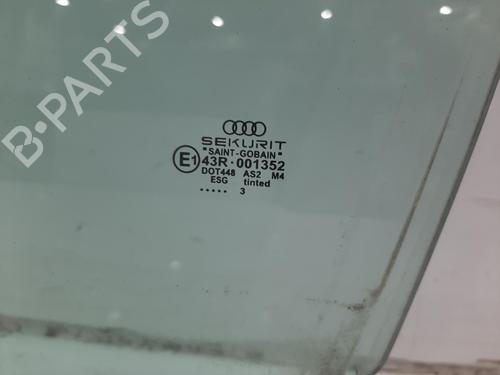 B-PARTS
SEKURIT
"SAINT-GOBAIN"
E1 43R-001352
DOT448 AS2 M4
ESG tinted
..... 3